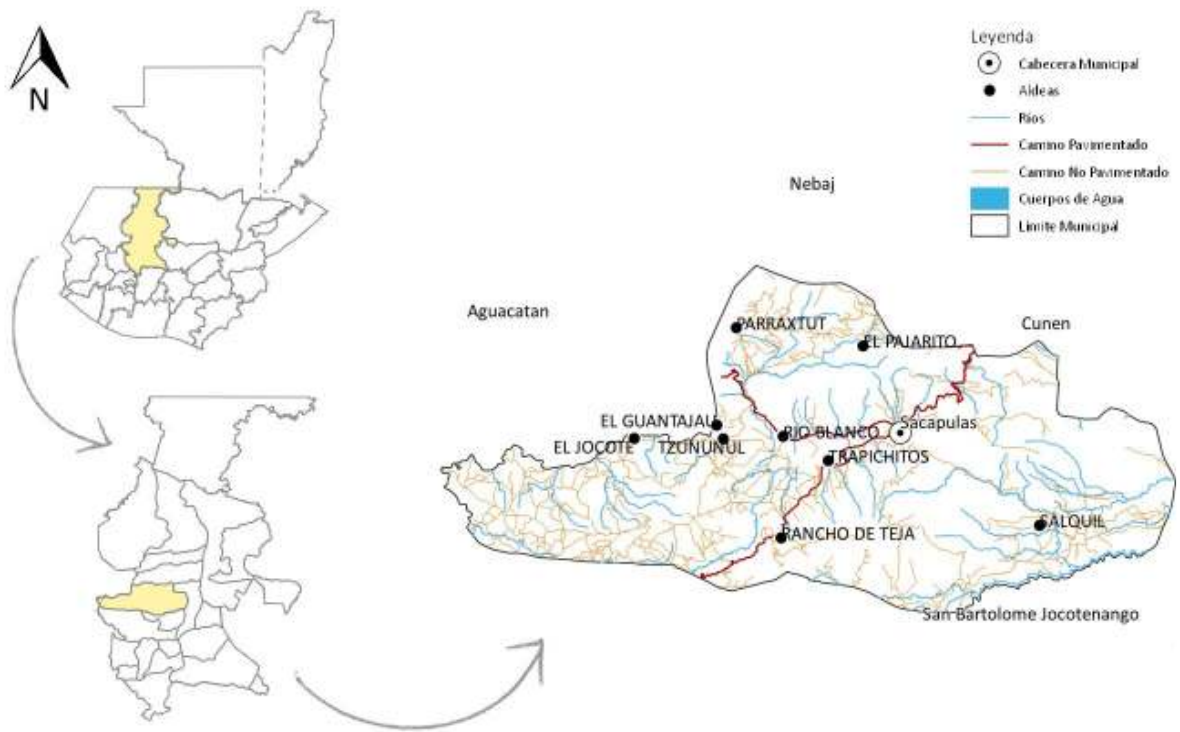 N
Leyenda
Cabecera Municipal
Aldeas
Rios
Camino Pavimentado
Camino No Pavimentado
Cuerpos de Agua
Limite Municipal
Nebaj
Aguacatan
Cunen
PARRAXTUT
EL PAJARITO
EL GUANTAJAU
Sacapulas
EL JOCOTE
TZUNUNUL
RIO BLANCO
TRAPICHITOS
SALQUIL
RANCHO DE TEJA
San Bartolome Jocotenango